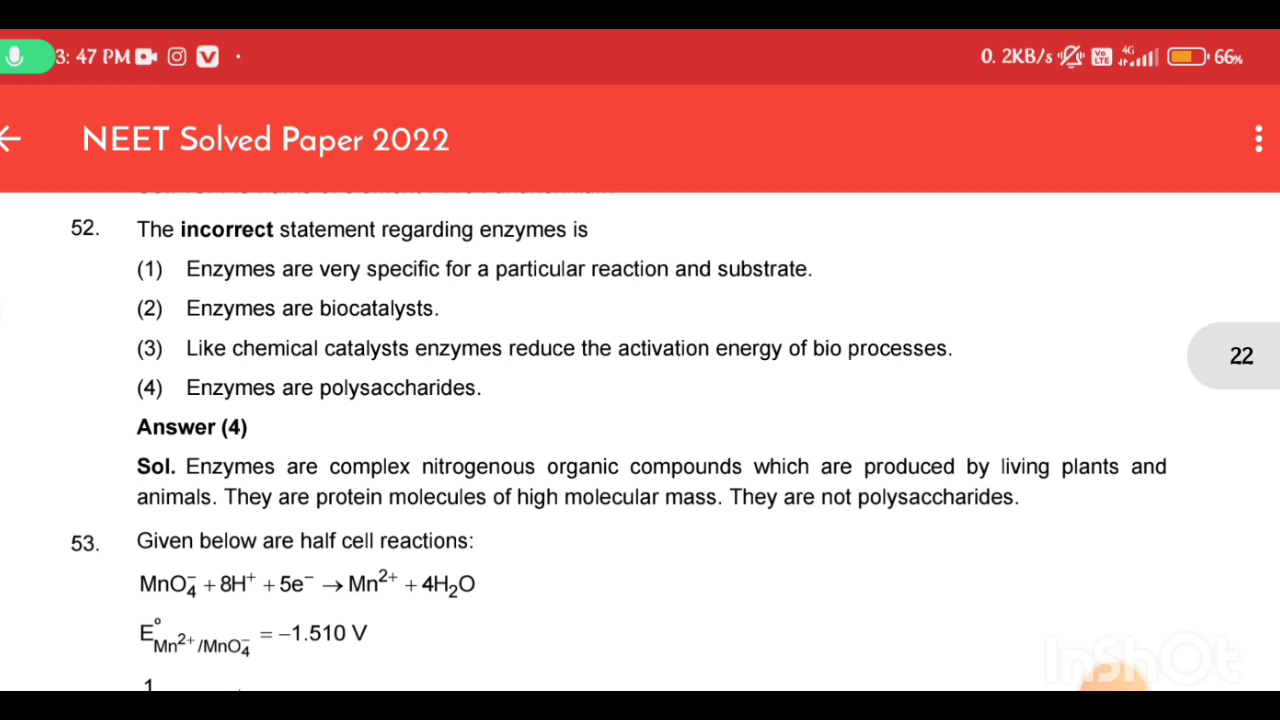 3: 47 PM
0. 2KB/s Vo LTE 4G 66%
NEET Solved Paper 2022
52. The incorrect statement regarding enzymes is
(1) Enzymes are very specific for a particular reaction and substrate.
(2) Enzymes are biocatalysts.
(3) Like chemical catalysts enzymes reduce the activation energy of bio processes.
22
(4) Enzymes are polysaccharides.
Answer (4)
Sol. Enzymes are complex nitrogenous organic compounds which are produced by living plants and
animals. They are protein molecules of high molecular mass. They are not polysaccharides.
53. Given below are half cell reactions:
MnO₄⁻ + 8H⁺ + 5e⁻ → Mn²⁺ + 4H₂O
E°Mn²⁺/MnO₄⁻ = −1.510 V
1
InShOt